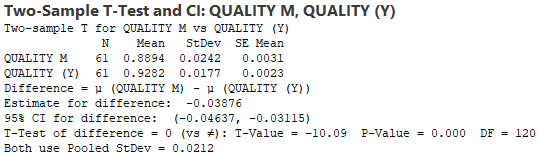 Two-Sample T-Test and CI: QUALITY M, QUALITY (Y)
Two-sample T for QUALITY M vs QUALITY (Y)
N Mean StDev SE Mean
QUALITY M 61 0.8894 0.0242 0.0031
QUALITY (Y) 61 0.9282 0.0177 0.0023
Difference = μ (QUALITY M) - μ (QUALITY (Y))
Estimate for difference: -0.03876
95% CI for difference: (-0.04637, -0.03115)
T-Test of difference = 0 (vs ≠): T-Value = -10.09 P-Value = 0.000 DF = 120
Both use Pooled StDev = 0.0212